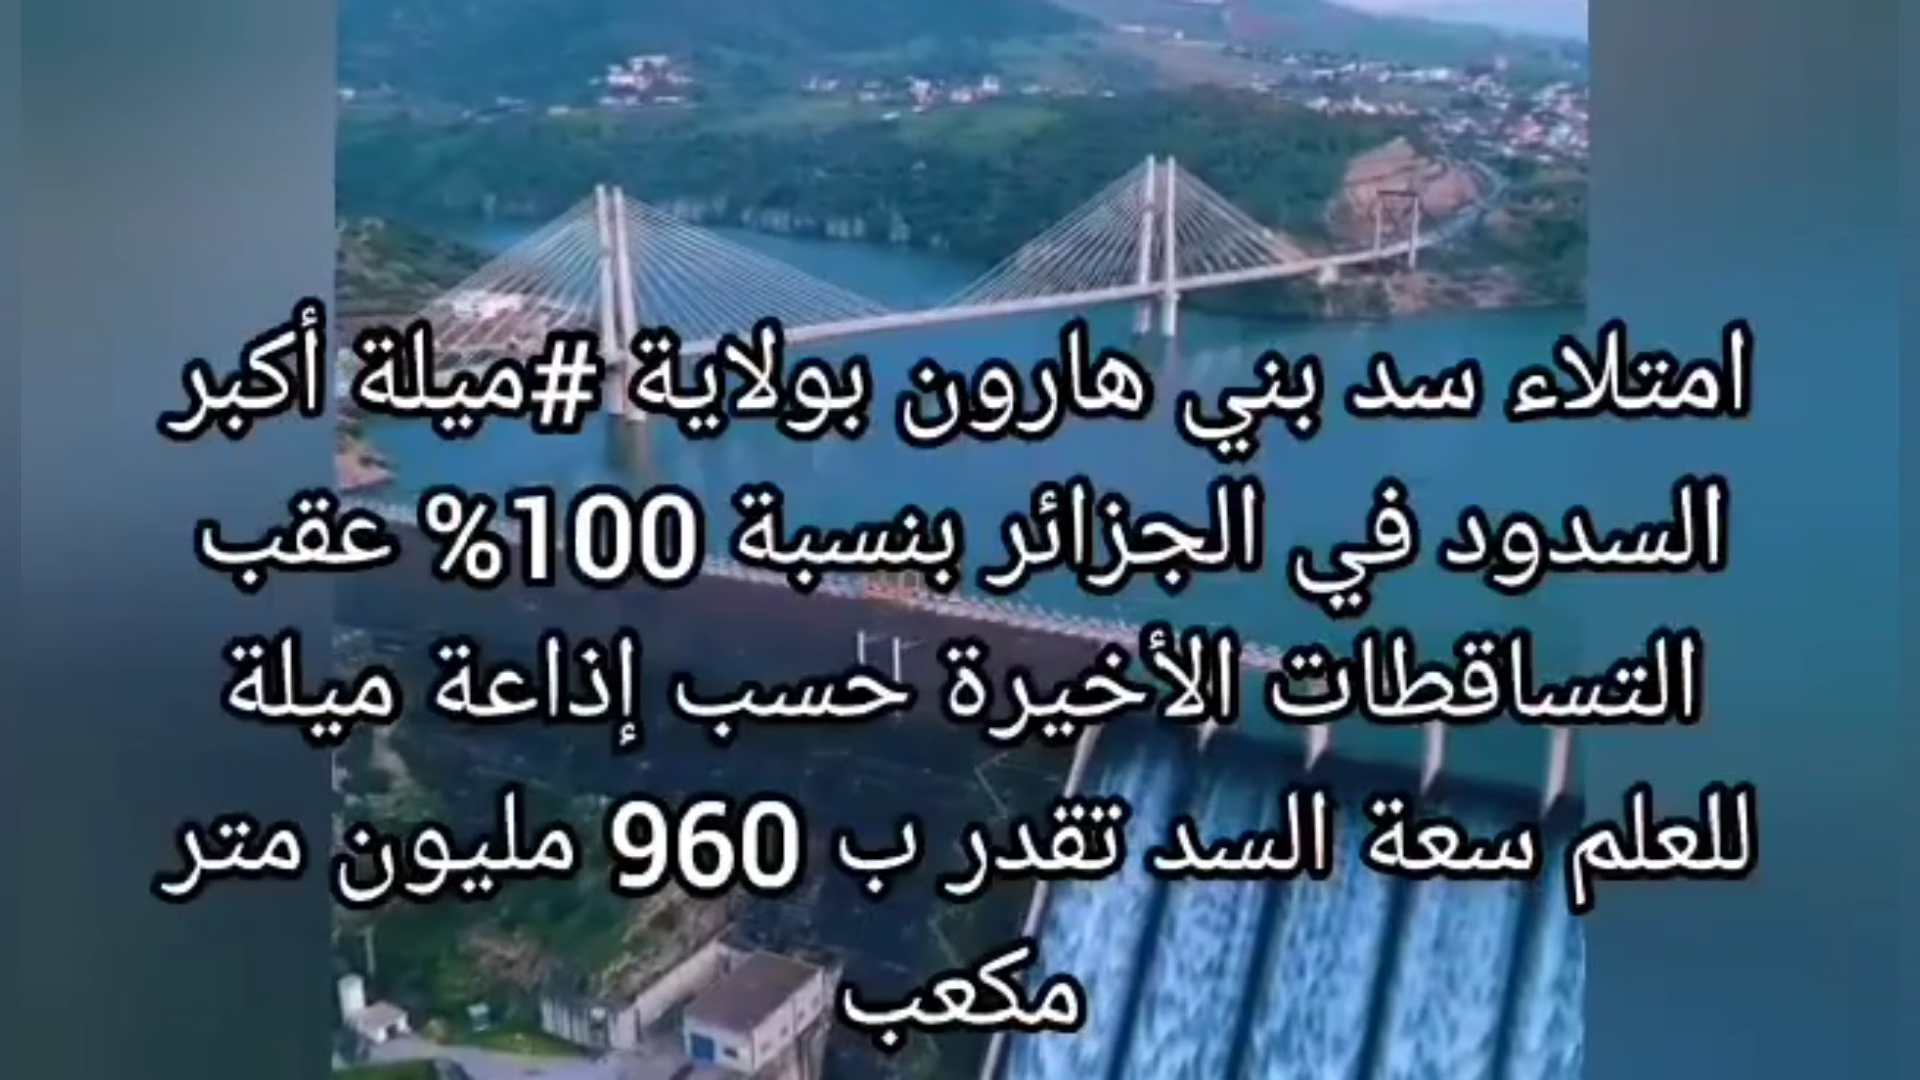 امتلاء سد بني هارون بولاية #ميلة أكبر
السدود في الجزائر بنسبة 100% عقب
التساقطات الأخيرة حسب إذاعة ميلة
للعلم سعة السد تقدر ب 960 مليون متر
مكعب